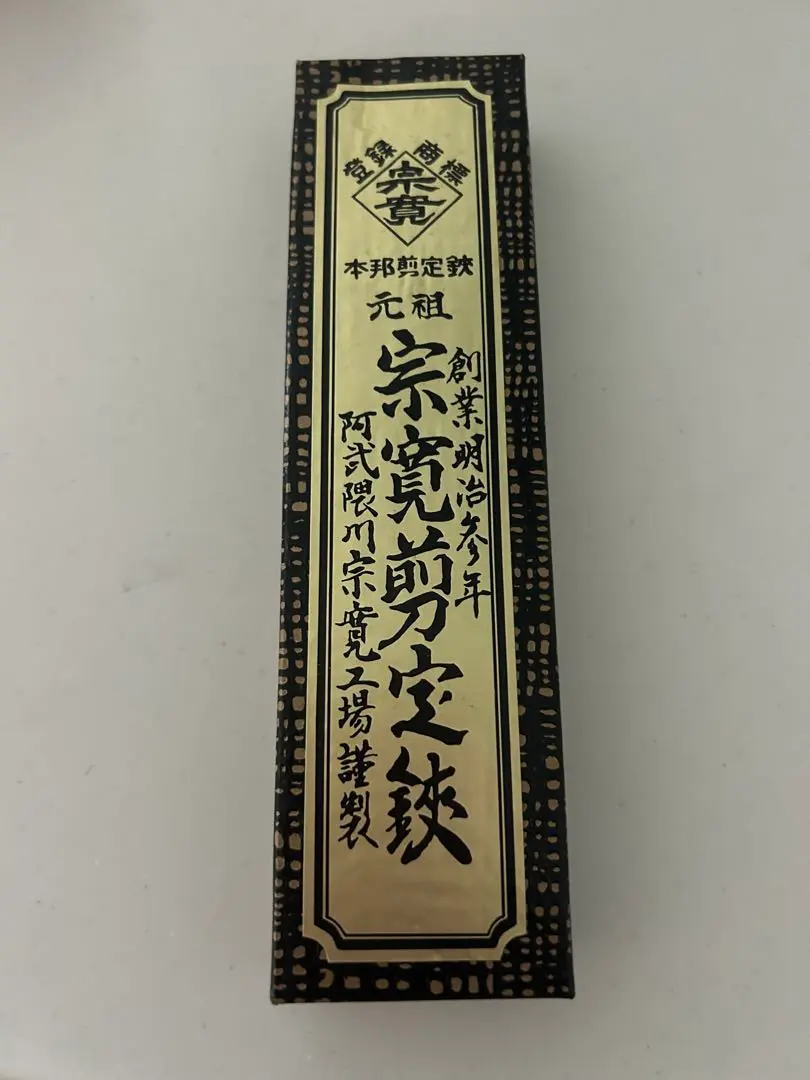 登録 商標
宗寛
本邦剪定鋏
元祖
創業明治参年
宗寛剪定鋏
阿武隈川宗寛工場謹製